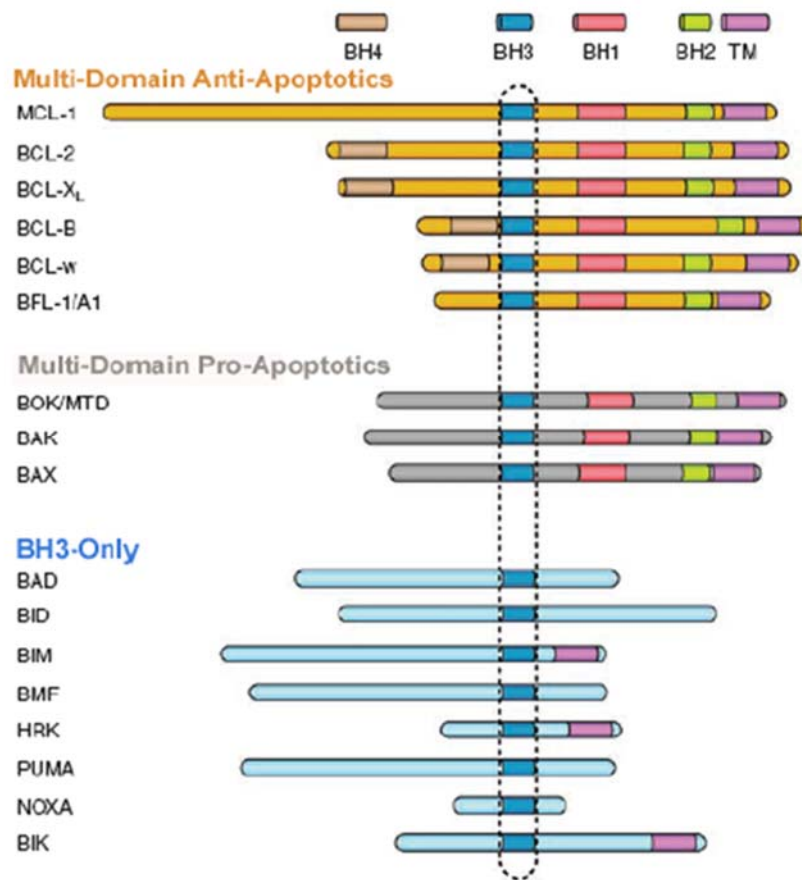 BH4 BH3 BH1 BH2 TM
Multi-Domain Anti-Apoptotics
MCL-1
BCL-2
BCL-XL
BCL-B
BCL-w
BFL-1/A1
Multi-Domain Pro-Apoptotics
BOK/MTD
BAK
BAX
BH3-Only
BAD
BID
BIM
BMF
HRK
PUMA
NOXA
BIK